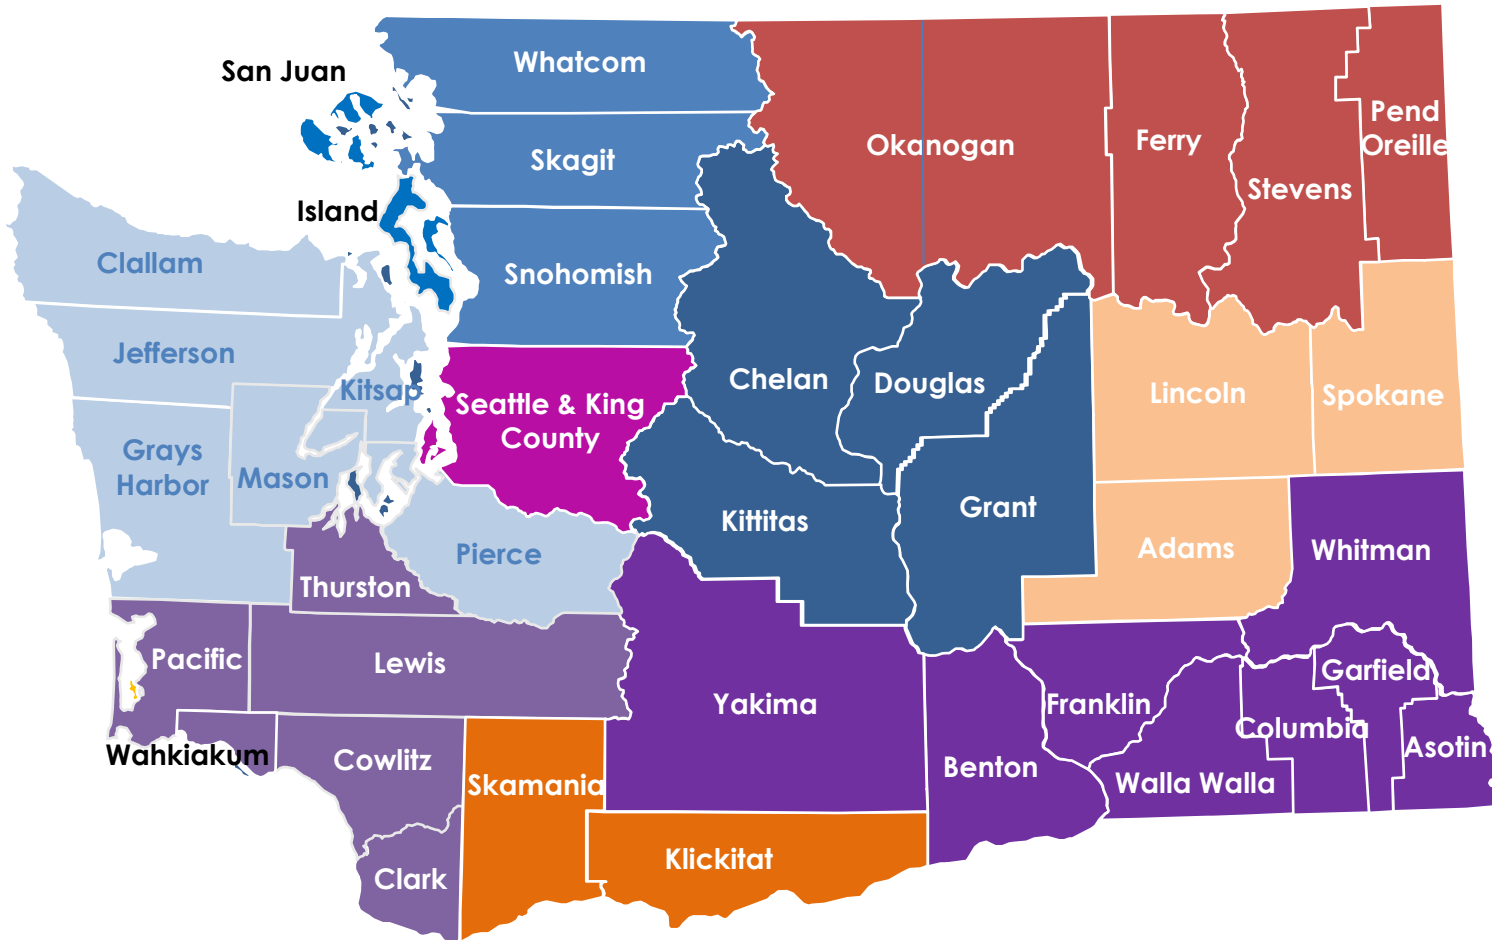 Whatcom
San Juan
Pend
Oreille
Okanogan
Ferry
Skagit
Stevens
Island
Clallam
Snohomish
Jefferson
Chelan
Douglas
Kitsap
Lincoln
Spokane
Seattle & King
County
Grays
Harbor
Mason
Grant
Kittitas
Adams
Whitman
Pierce
Thurston
Pacific
Lewis
Garfield
Yakima
Franklin
Columbia
Asotin
Wahkiakum
Cowlitz
Benton
Skamania
Walla Walla
Klickitat
Clark